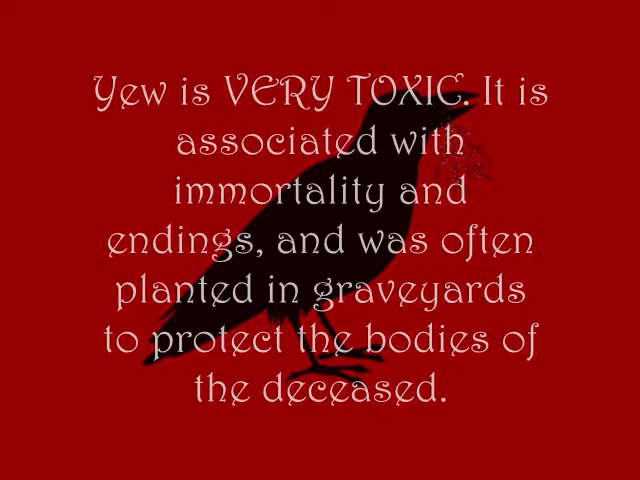 Yew is VERY TOXIC. It is
associated with
immortality and
endings, and was often
planted in graveyards
to protect the bodies of
the deceased.